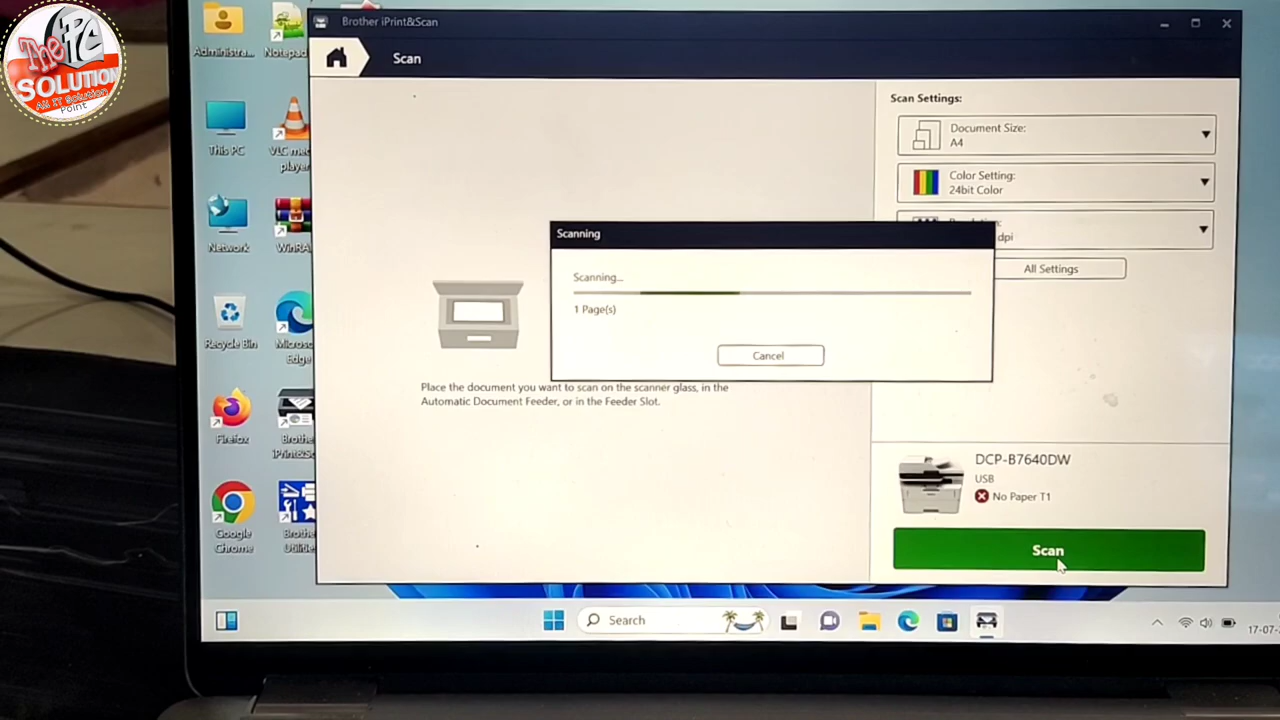 The PC
SOLUTION
All IT Solution
Point
Administra...
Notepad
This PC
VLC med
player
Network
WinRA
Recycle Bin
Micros
Edge
Firefox
Brothe
iPrint&Sc
Google
Chrome
Brothe
Utilitie
Brother iPrint&Scan
Scan
Scan Settings:
Document Size:
A4
Color Setting:
24bit Color
dpi
All Settings
Scanning
Scanning...
1 Page(s)
Cancel
Place the document you want to scan on the scanner glass, in the
Automatic Document Feeder, or in the Feeder Slot.
DCP-B7640DW
USB
No Paper T1
Scan
Search
17-07-